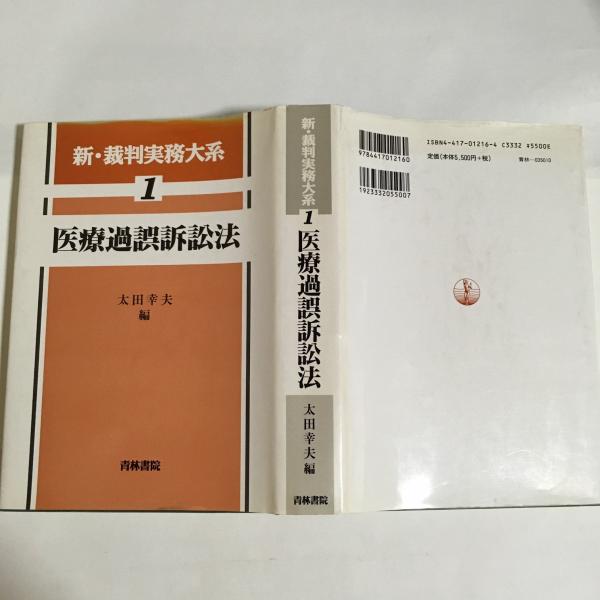 新・裁判実務大系
1
医療過誤訴訟法
太田幸夫
編
青林書院
新・裁判実務大系
1
医療過誤訴訟法
太田幸夫編
青林書院
9784417012160
1923332055007
ISBN4-417-01216-4 C3332 ¥5500E
定価(本体5,500円+税)
青林—035010